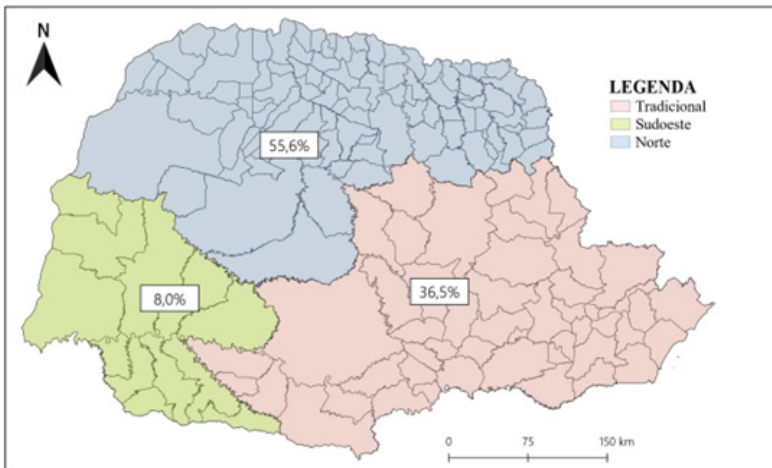 N
LEGENDA
Tradicional
Sudoeste
Norte
55,6%
8,0%
36,5%
0 75 150 km